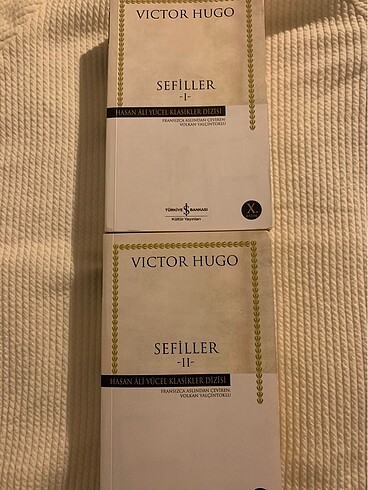 VICTOR HUGO
SEFİLLER
-I-
HASAN ÂLİ YÜCEL KLASİKLER DİZİSİ
FRANSIZCA ASLINDAN ÇEVİREN:
VOLKAN YALÇINTOKLU
X.
TÜRKİYE İŞ BANKASI
Kültür Yayınları
VICTOR HUGO
SEFİLLER
-II-
HASAN ÂLİ YÜCEL KLASİKLER DİZİSİ
FRANSIZCA ASLINDAN ÇEVİREN:
VOLKAN YALÇINTOKLU